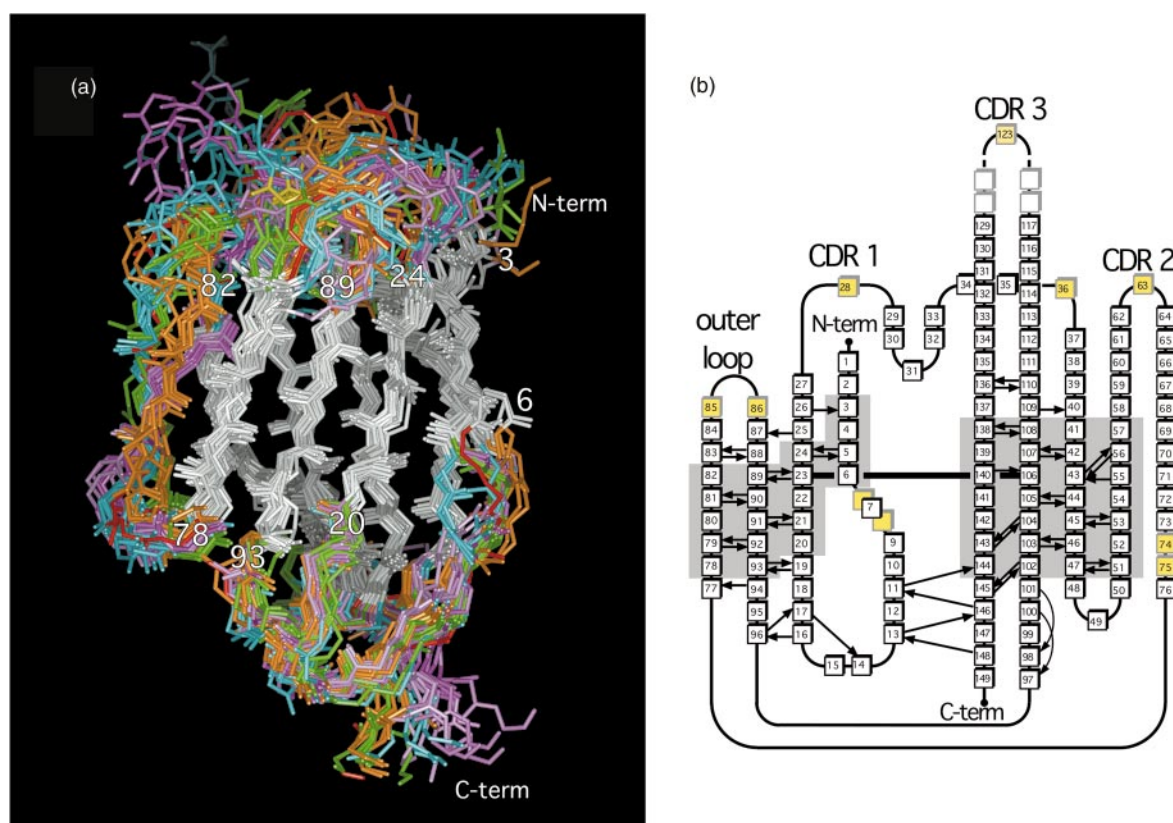 (a)
N-term
3
24
82
89
6
20
78
93
C-term
(b)
CDR 3
123
129 117
130 116
CDR 1
CDR 2
131 115
34 35
28 132 114 36 63
29 33 133 113 62 64
outer
N-term
30 32 134 112 37 61 65
loop
1 135 111 38 60 66
31
27 2 136 110 39 59 67
85 86 26 3 137 109 40 58 68
84 87 25 4 138 108 41 57 69
83 88 24 5 139 107 42 56 70
82 89 23 6 140 106 43 55 71
81 90 22 141 105 44 54 72
7
80 91 21 142 104 45 53 73
79 92 20 9 143 103 46 52 74
78 93 19 10 144 102 47 51 75
77 94 18 11 145 101 48 50 76
95 17 12 146 100 49
96 16 13 147 99
15 14 148 98
149 97
C-term